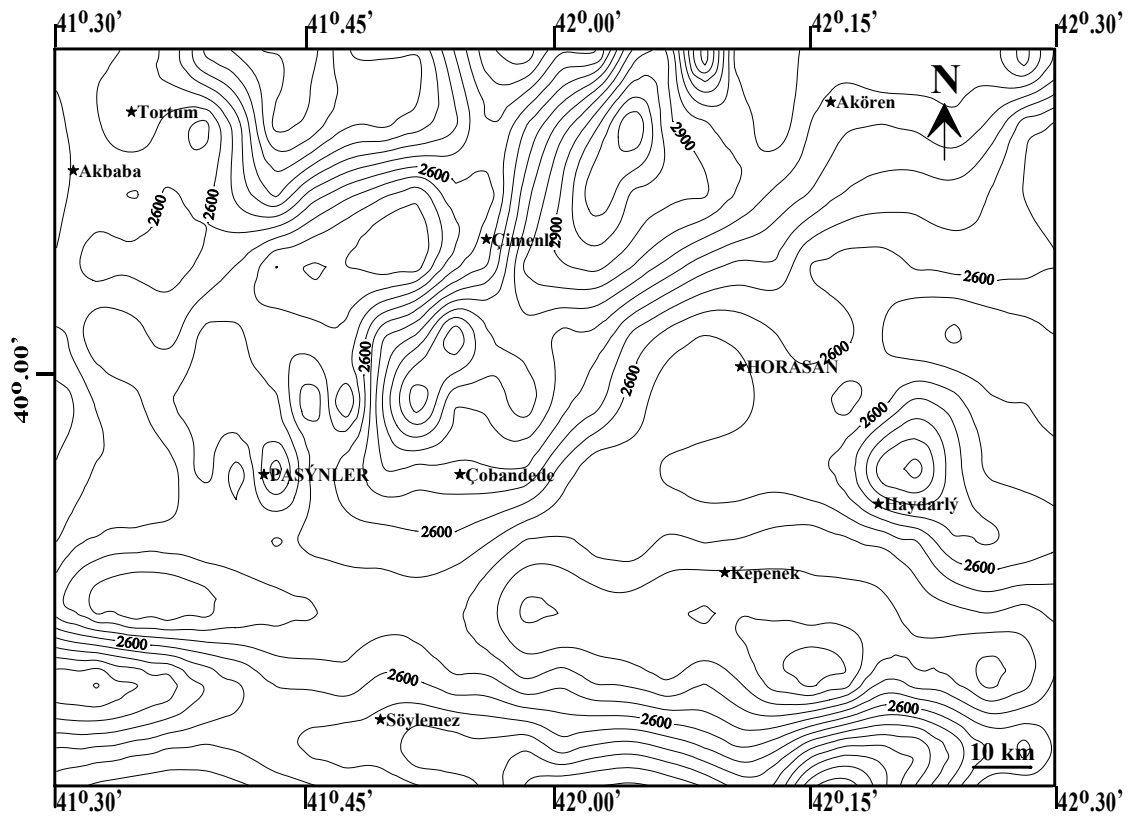 41⁰.30' 41⁰.45' 42⁰.00' 42⁰.15' 42⁰.30'
N
Tortum
Akören
2900
2600
Akbaba
2600
2600
Çimenli
2900
2600
2600
2600
40⁰.00'
HORASAN
2600
2600
PASÝNLER
Çobandede
Haydarlý
2600
2600
Kepenek
2600
2600
2600
2600
Söylemez
10 km
41⁰.30' 41⁰.45' 42⁰.00' 42⁰.15' 42⁰.30'